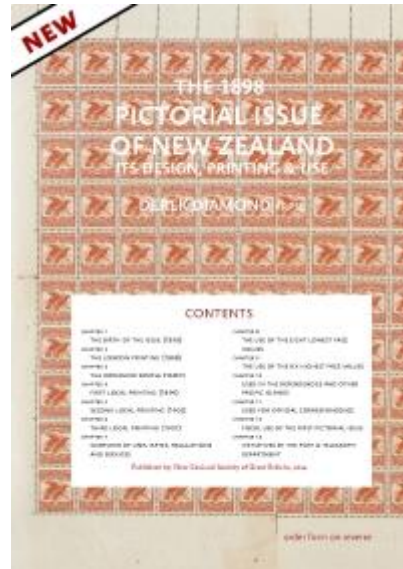 NEW
THE 1898
PICTORIAL ISSUE
OF NEW ZEALAND
ITS DESIGN, PRINTING & USE
DIAMOND
CONTENTS
CHAPTER 1
THE BIRTH OF THE ISSUE
CHAPTER 2
THE LONDON PRINTING
CHAPTER 3
CHAPTER 4
FIRST LOCAL PRINTING
CHAPTER 5
SECOND LOCAL PRINTING
CHAPTER 6
THIRD LOCAL PRINTING
CHAPTER 7
OVERVIEW OF USES, RATES, REGULATIONS
AND SERVICES
CHAPTER 8
THE USE OF THE EIGHT LOWEST FACE
VALUES
CHAPTER 9
THE USE OF THE SIX HIGHEST FACE VALUES
CHAPTER 10
USES IN THE DEPENDENCIES AND OTHER
PACIFIC ISLANDS
CHAPTER 11
USES FOR OFFICIAL CORRESPONDENCE
CHAPTER 12
FISCAL USE OF THE FIRST PICTORIAL ISSUE
CHAPTER 13
INITIATIVES OF THE POST & TELEGRAPH
DEPARTMENT
Published by New Zealand Society of Great Britain,
order form on reverse